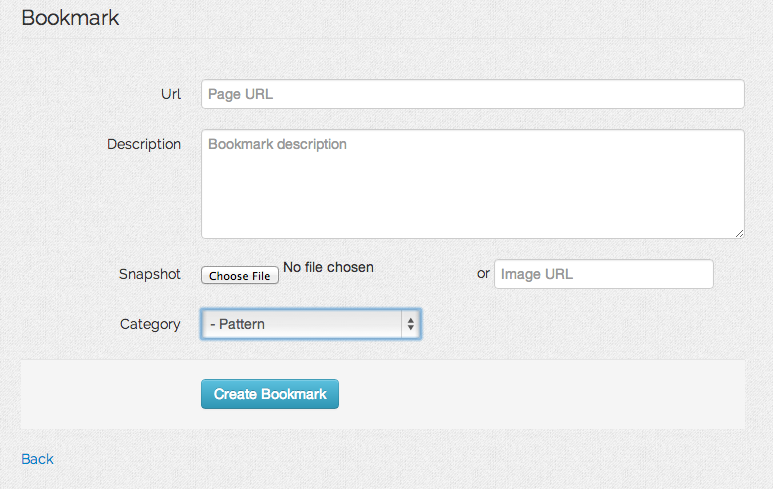 Bookmark
Url Page URL
Description Bookmark description
Snapshot Choose File No file chosen or Image URL
Category - Pattern
Create Bookmark
Back